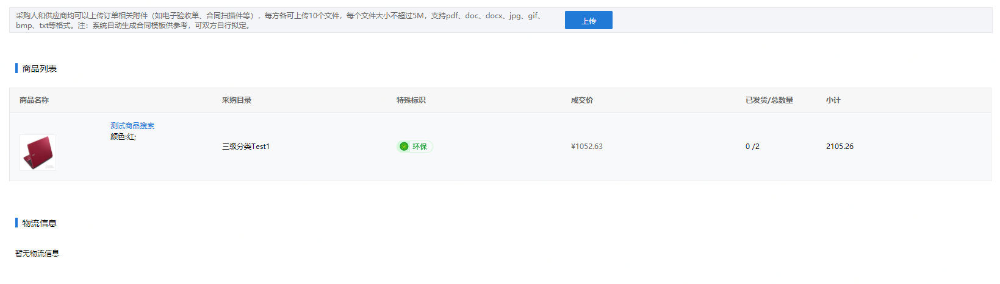 采购人和供应商均可以上传订单相关附件（如电子验收单、合同扫描件等），每方各可上传10个文件，每个文件大小不超过5M，支持pdf、doc、docx、jpg、gif、
bmp、txt等格式。注：系统自动生成合同模板供参考，可双方自行拟定。
上传
商品列表
商品名称 采购目录 特殊标识 成交价 已发货/总数量 小计
测试商品搜索
颜色:红;
三级分类Test1 环保 ¥1052.63 0 /2 2105.26
物流信息
暂无物流信息